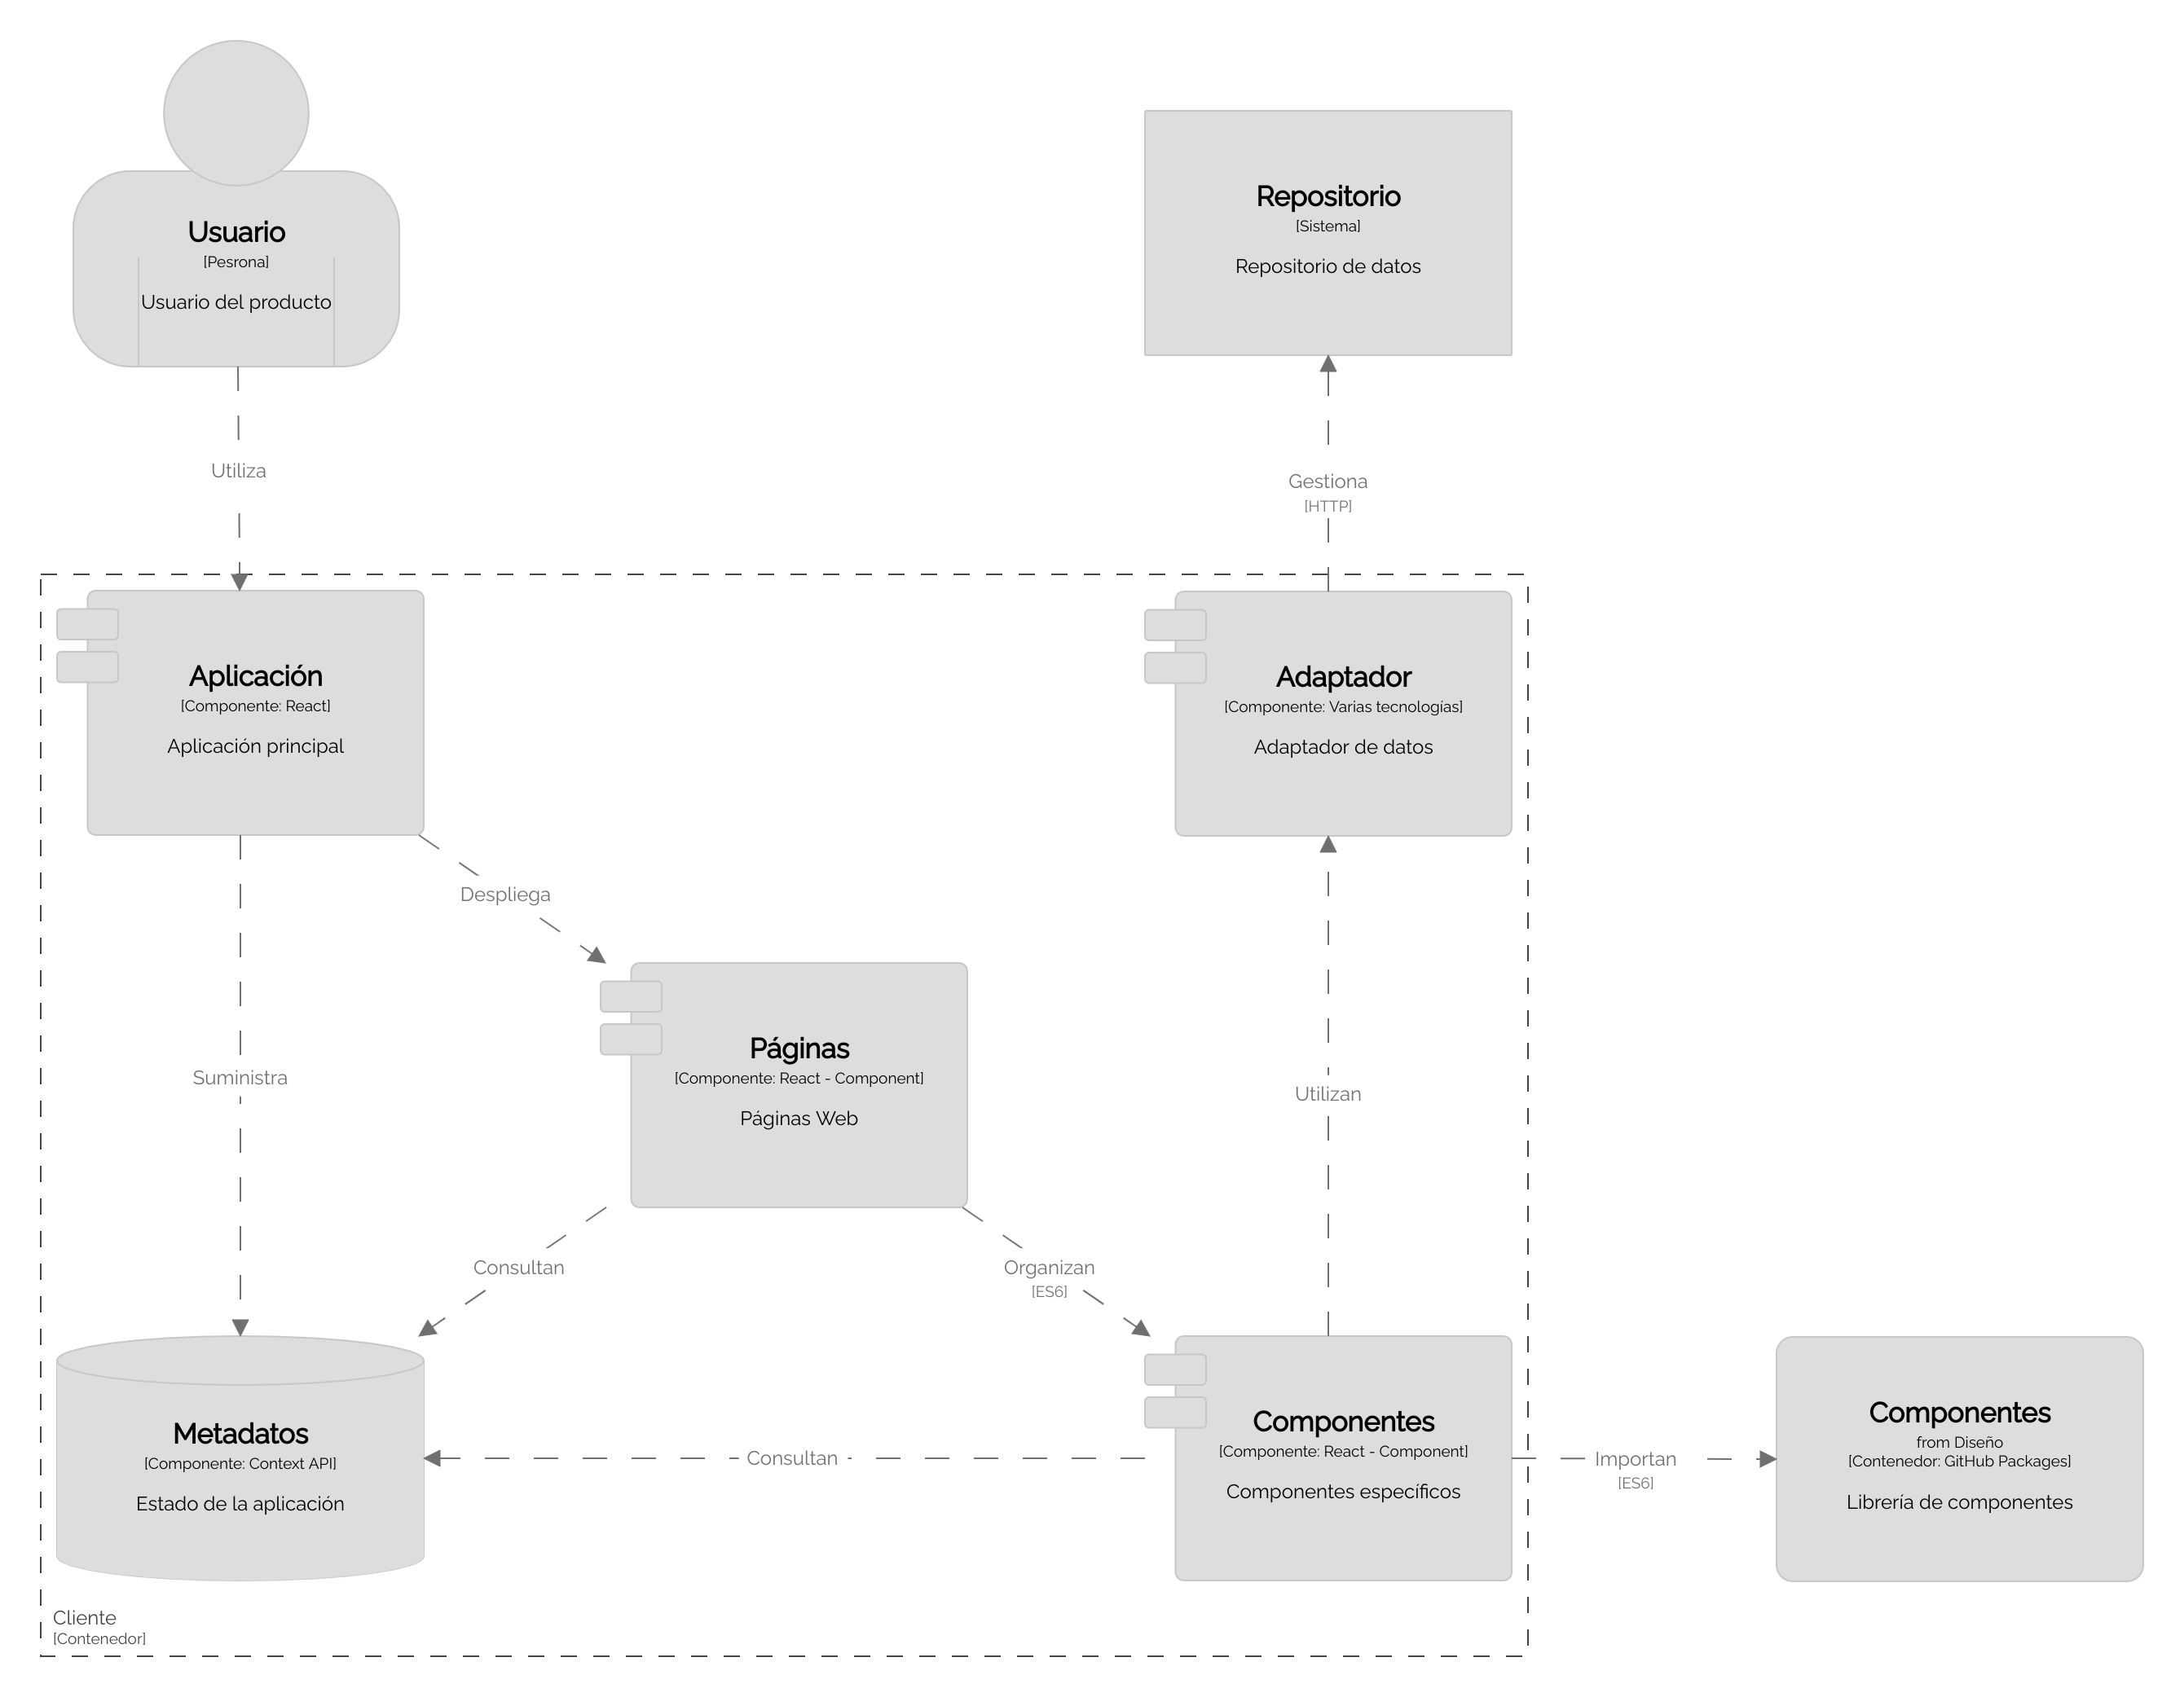 Usuario
[Pesrona]
Usuario del producto
Repositorio
[Sistema]
Repositorio de datos
Utiliza
Gestiona
[HTTP]
Aplicación
[Componente: React]
Aplicación principal
Adaptador
[Componente: Varias tecnologías]
Adaptador de datos
Despliega
Suministra
Páginas
[Componente: React - Component]
Páginas Web
Utilizan
Consultan
Organizan
[ES6]
Metadatos
[Componente: Context API]
Estado de la aplicación
Consultan
Componentes
[Componente: React - Component]
Componentes específicos
Importan
[ES6]
Componentes
from Diseño
[Contenedor: GitHub Packages]
Librería de componentes
Cliente
[Contenedor]